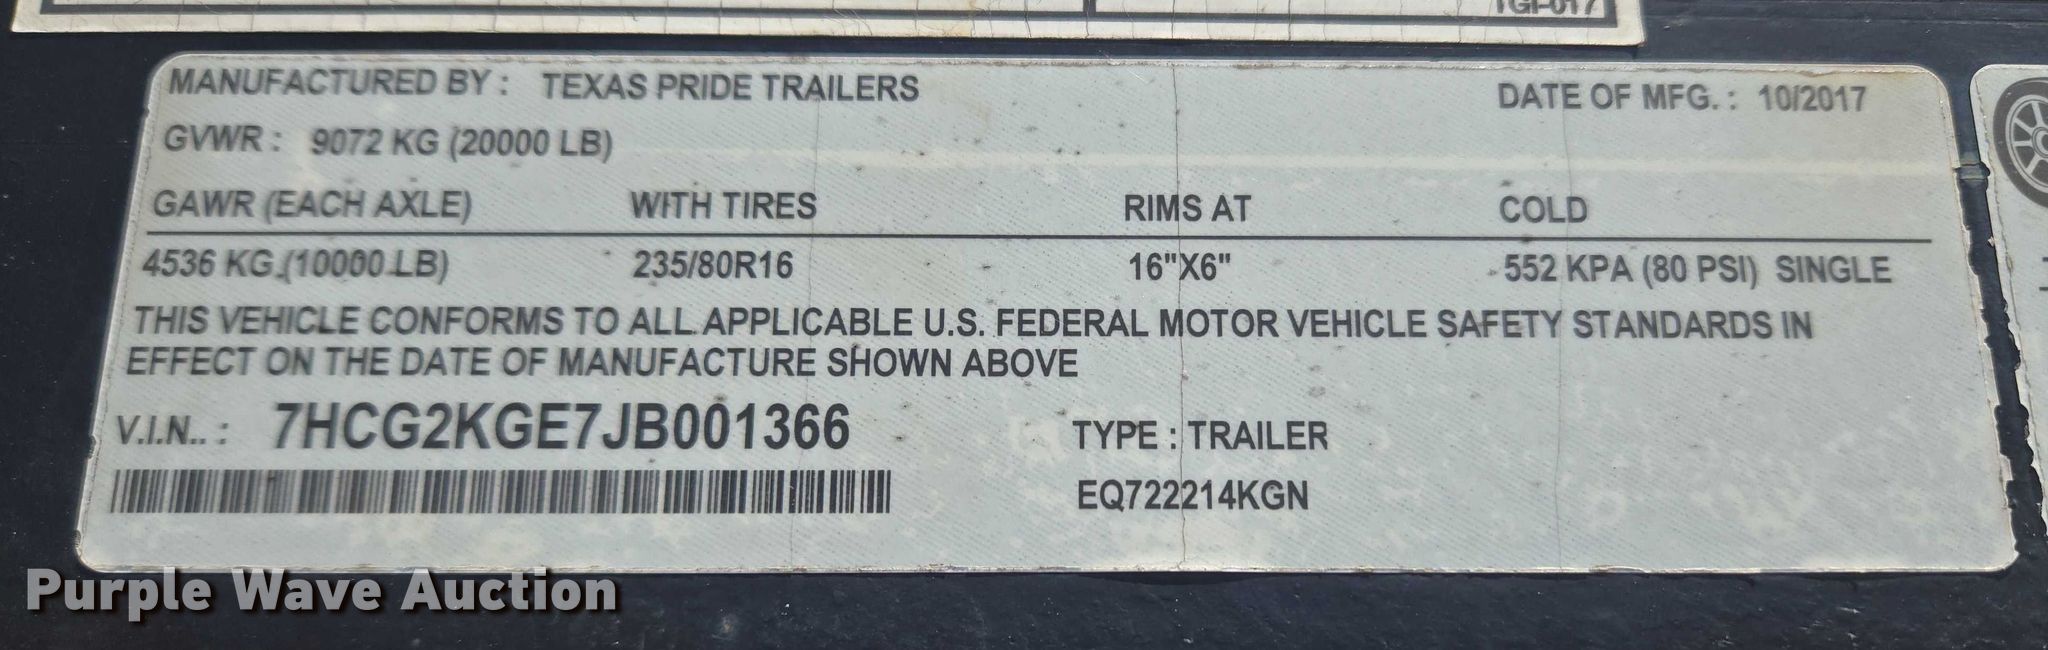 TGI-017
MANUFACTURED BY : TEXAS PRIDE TRAILERS DATE OF MFG. : 10/2017
GVWR : 9072 KG (20000 LB)
GAWR (EACH AXLE) WITH TIRES RIMS AT COLD
4536 KG (10000 LB) 235/80R16 16"X6" 552 KPA (80 PSI) SINGLE
THIS VEHICLE CONFORMS TO ALL APPLICABLE U.S. FEDERAL MOTOR VEHICLE SAFETY STANDARDS IN
EFFECT ON THE DATE OF MANUFACTURE SHOWN ABOVE
V.I.N.. : 7HCG2KGE7JB001366 TYPE : TRAILER
EQ722214KGN
Purple Wave Auction